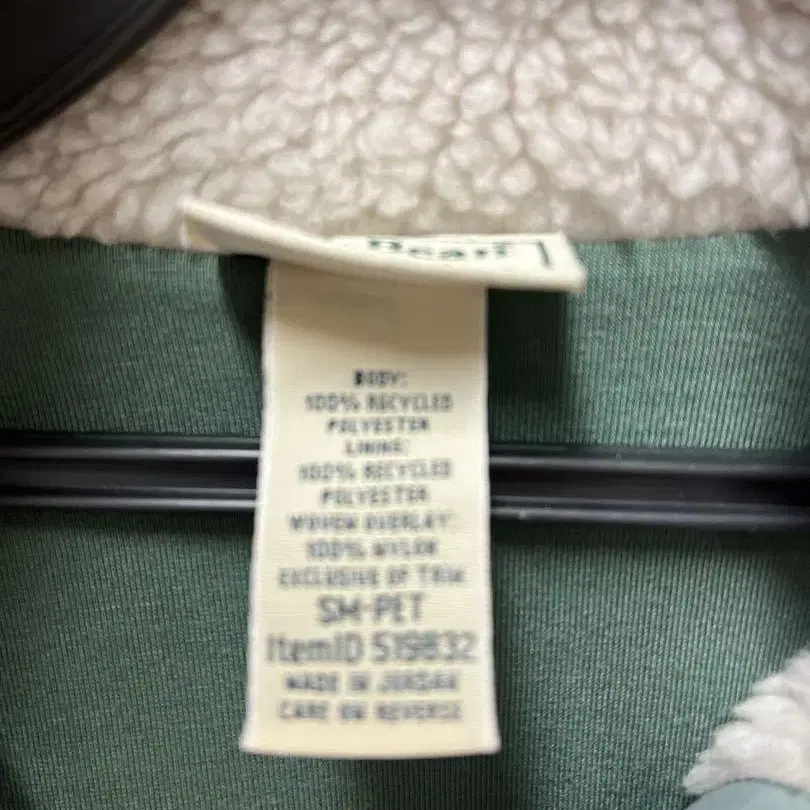 Bean
BODY:
100% RECYCLED
POLYESTER
LINING:
100% RECYCLED
POLYESTER
WOVEN OVERLAY:
100% NYLON
EXCLUSIVE OF TRIM
SM-PET
ItemID 519832
MADE IN JORDAN
CARE ON REVERSE